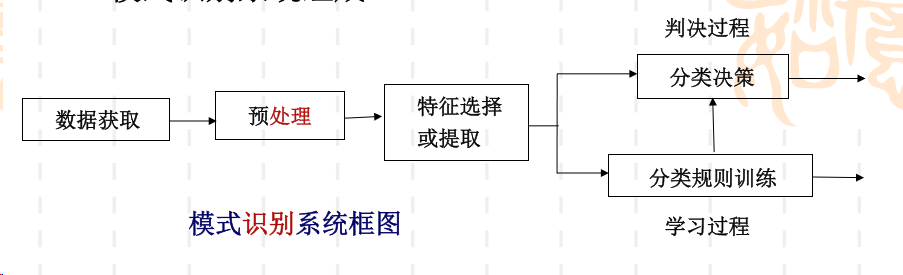 判决过程
分类决策
数据获取
预处理
特征选择
或提取
分类规则训练
模式识别系统框图
学习过程